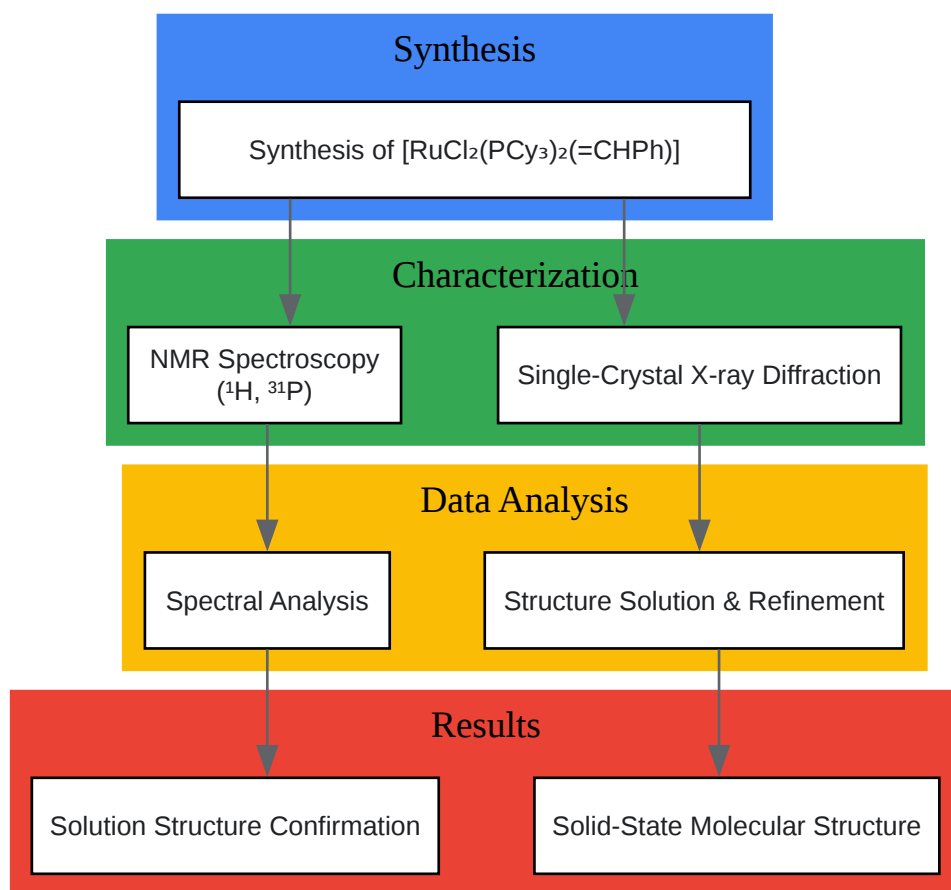 Synthesis
Synthesis of [RuCl₂(PCy₃)₂(=CHPh)]
Characterization
NMR Spectroscopy
(¹H, ³¹P)
Single-Crystal X-ray Diffraction
Data Analysis
Spectral Analysis
Structure Solution & Refinement
Results
Solution Structure Confirmation
Solid-State Molecular Structure